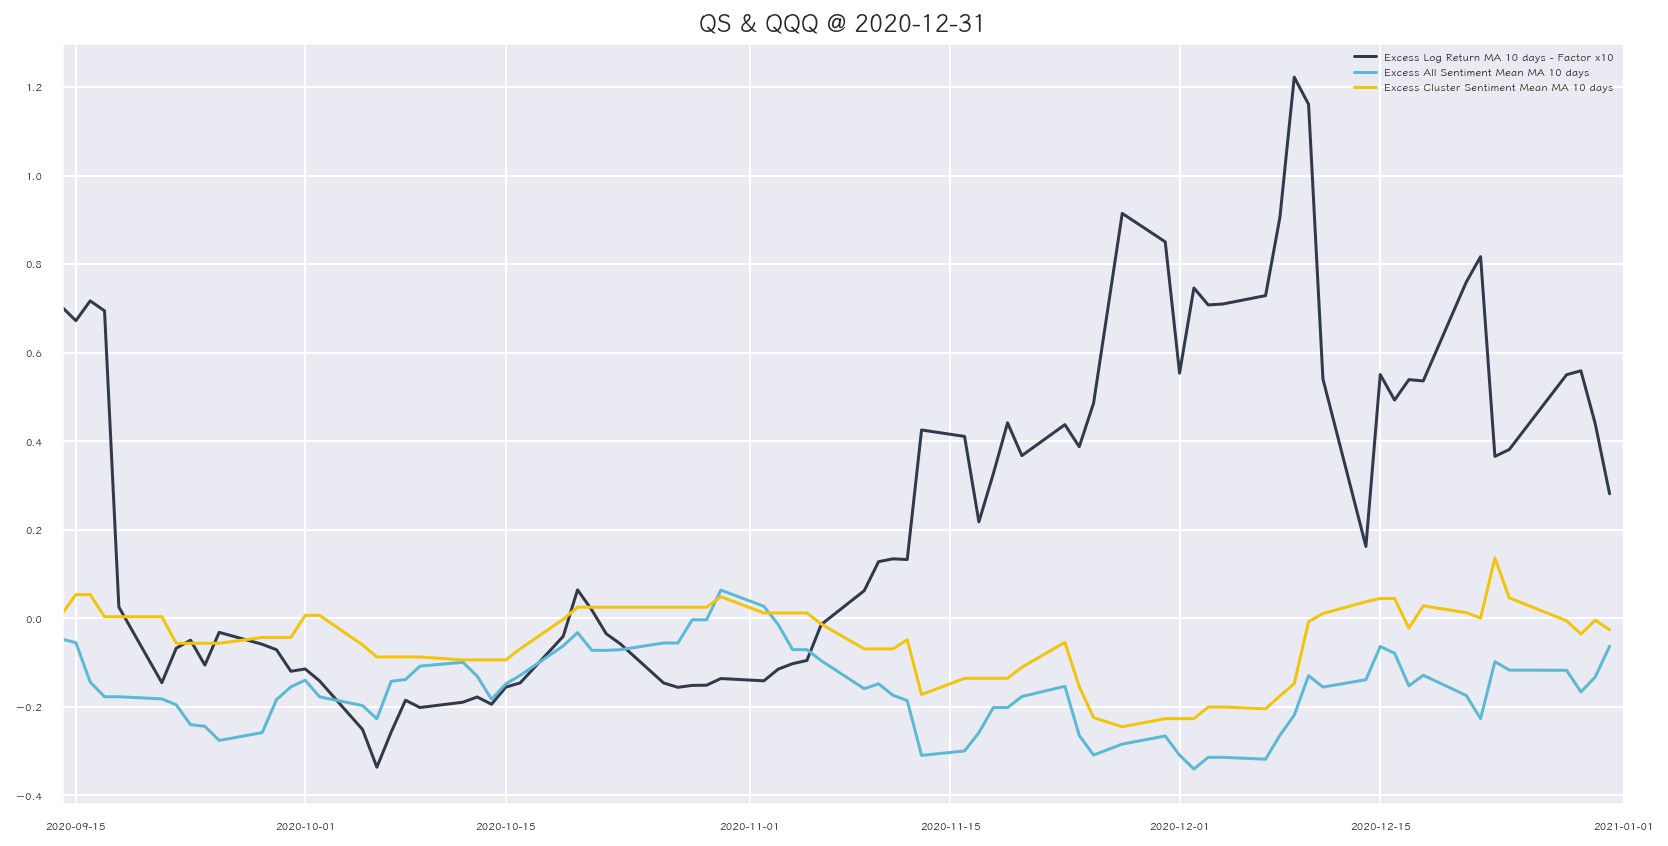 QS & QQQ @ 2020-12-31
Excess Log Return MA 10 days - Factor x10
Excess All Sentiment Mean MA 10 days
Excess Cluster Sentiment Mean MA 10 days
1.2
1.0
0.8
0.6
0.4
0.2
0.0
−0.2
−0.4
2020-09-15 2020-10-01 2020-10-15 2020-11-01 2020-11-15 2020-12-01 2020-12-15 2021-01-01